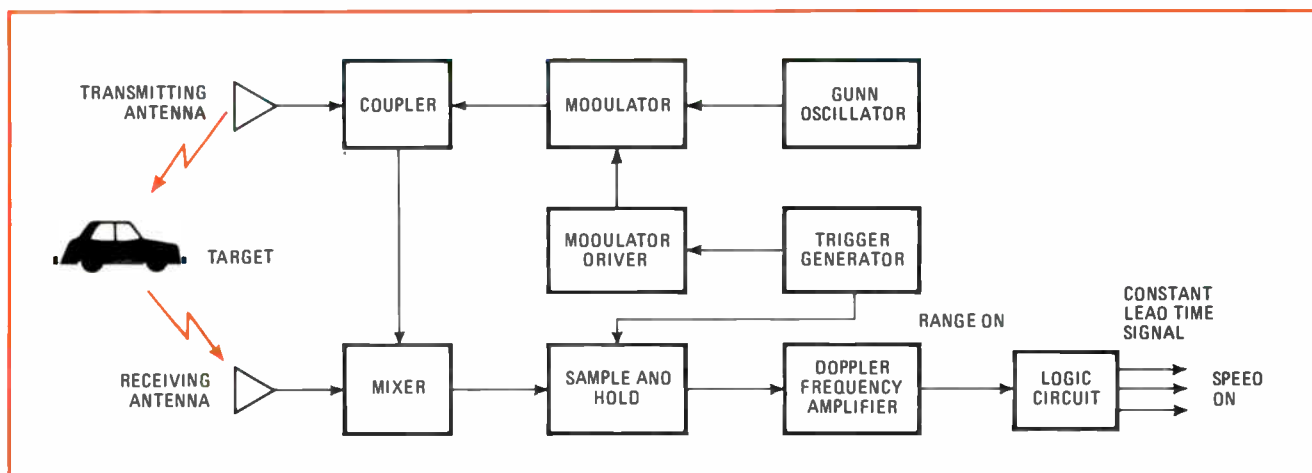 TRANSMITTING
ANTENNA
COUPLER
MOOULATOR
GUNN
OSCILLATOR
TARGET
MOOULATOR
ORIVER
TRIGGER
GENERATOR
RECEIVING
ANTENNA
MIXER
SAMPLE AND
HOLD
RANGE ON
DOPPLER
FREQUENCY
AMPLIFIER
LOGIC
CIRCUIT
CONSTANT
LEAO TIME
SIGNAL
SPEEO
ON